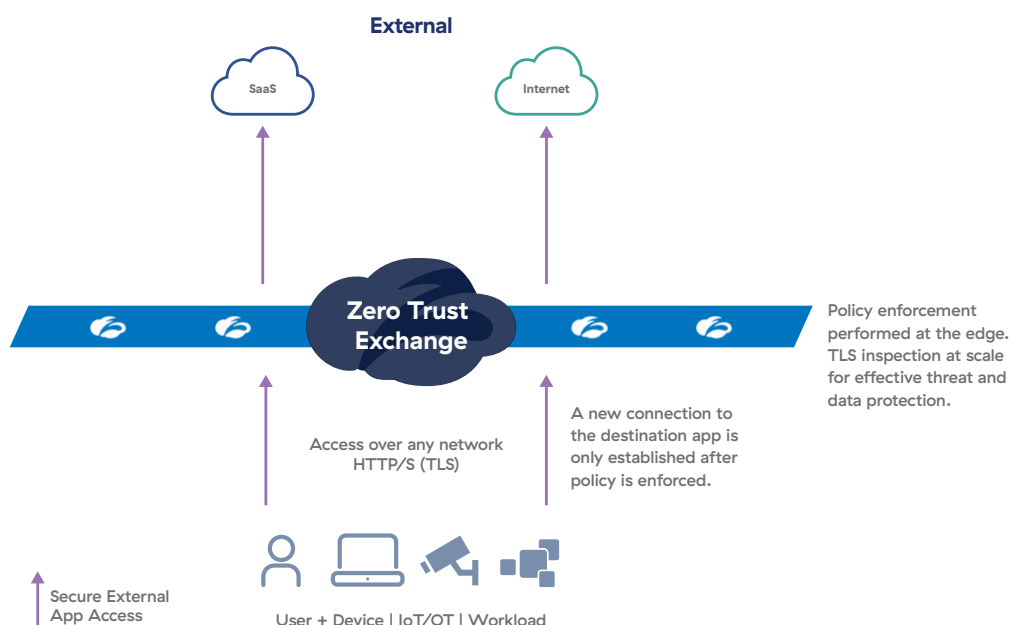 External
SaaS
Internet
Zero Trust
Exchange
Policy enforcement
performed at the edge.
TLS inspection at scale
for effective threat and
data protection.
A new connection to
the destination app is
only established after
policy is enforced.
Access over any network
HTTP/S (TLS)
Secure External
App Access
User + Device | IoT/OT | Workload